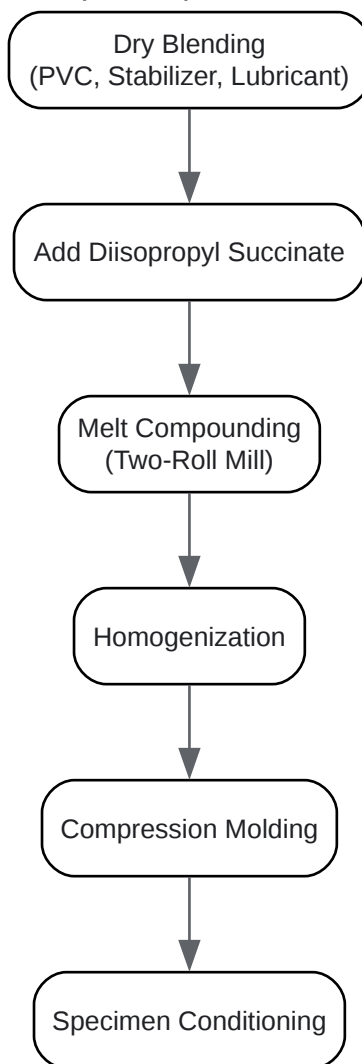 Dry Blending
(PVC, Stabilizer, Lubricant)
Add Diisopropyl Succinate
Melt Compounding
(Two-Roll Mill)
Homogenization
Compression Molding
Specimen Conditioning